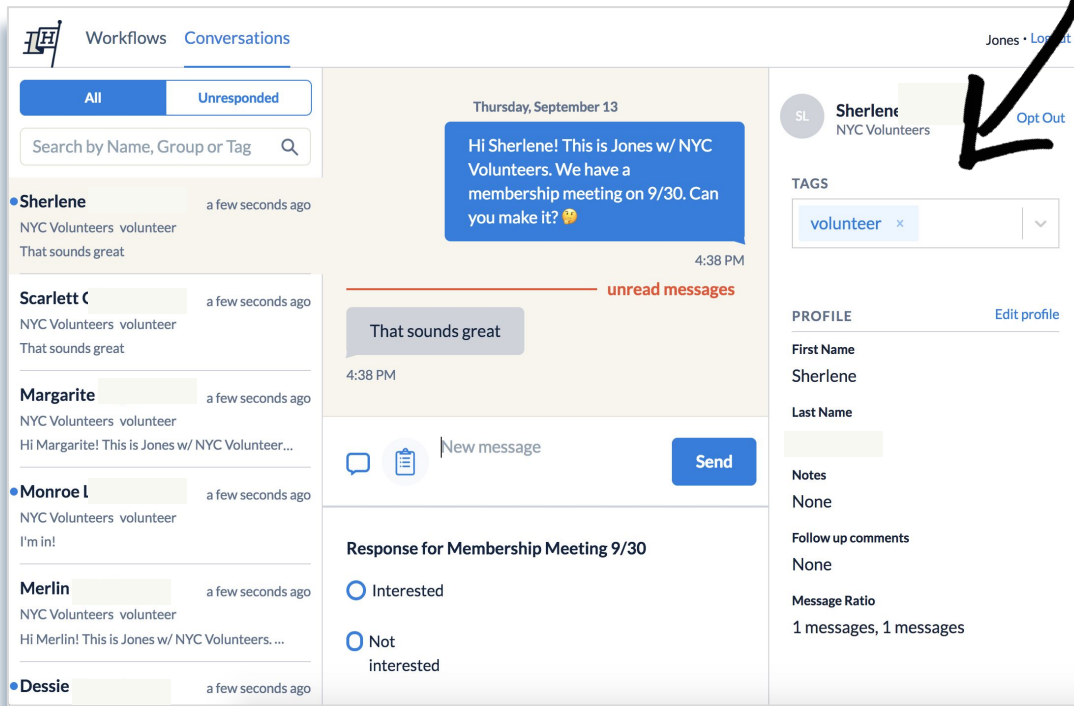 Workflows Conversations
Jones • Logout
All
Unresponded
Search by Name, Group or Tag
Sherlene
a few seconds ago
NYC Volunteers volunteer
That sounds great
Scarlett
a few seconds ago
NYC Volunteers volunteer
That sounds great
Margarite
a few seconds ago
NYC Volunteers volunteer
Hi Margarite! This is Jones w/ NYC Volunteer...
Monroe
a few seconds ago
NYC Volunteers volunteer
I'm in!
Merlin
a few seconds ago
NYC Volunteers volunteer
Hi Merlin! This is Jones w/ NYC Volunteers. ...
Dessie
a few seconds ago
Thursday, September 13
Hi Sherlene! This is Jones w/ NYC
Volunteers. We have a
membership meeting on 9/30. Can
you make it? 🤔
4:38 PM
unread messages
That sounds great
4:38 PM
New message
Send
Response for Membership Meeting 9/30
Interested
Not
interested
SL
Sherlene
NYC Volunteers
Opt Out
TAGS
volunteer ×
PROFILE
Edit profile
First Name
Sherlene
Last Name
Notes
None
Follow up comments
None
Message Ratio
1 messages, 1 messages